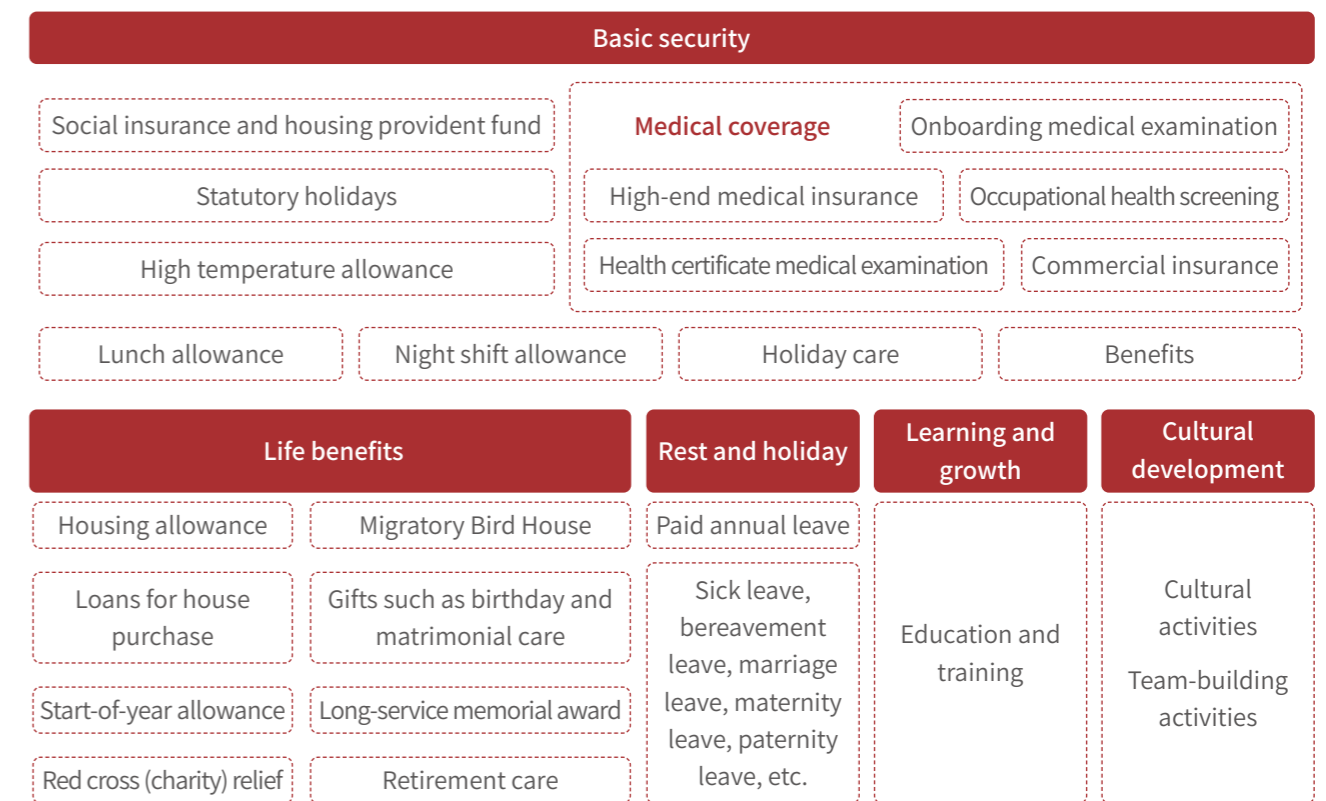 Basic security
Social insurance and housing provident fund
Statutory holidays
High temperature allowance
Medical coverage
Onboarding medical examination
High-end medical insurance
Occupational health screening
Health certificate medical examination
Commercial insurance
Lunch allowance
Night shift allowance
Holiday care
Benefits
Life benefits
Housing allowance
Migratory Bird House
Loans for house
purchase
Gifts such as birthday and
matrimonial care
Start-of-year allowance
Long-service memorial award
Red cross (charity) relief
Retirement care
Rest and holiday
Paid annual leave
Sick leave,
bereavement
leave, marriage
leave, maternity
leave, paternity
leave, etc.
Learning and
growth
Education and
training
Cultural
development
Cultural
activities
Team-building
activities